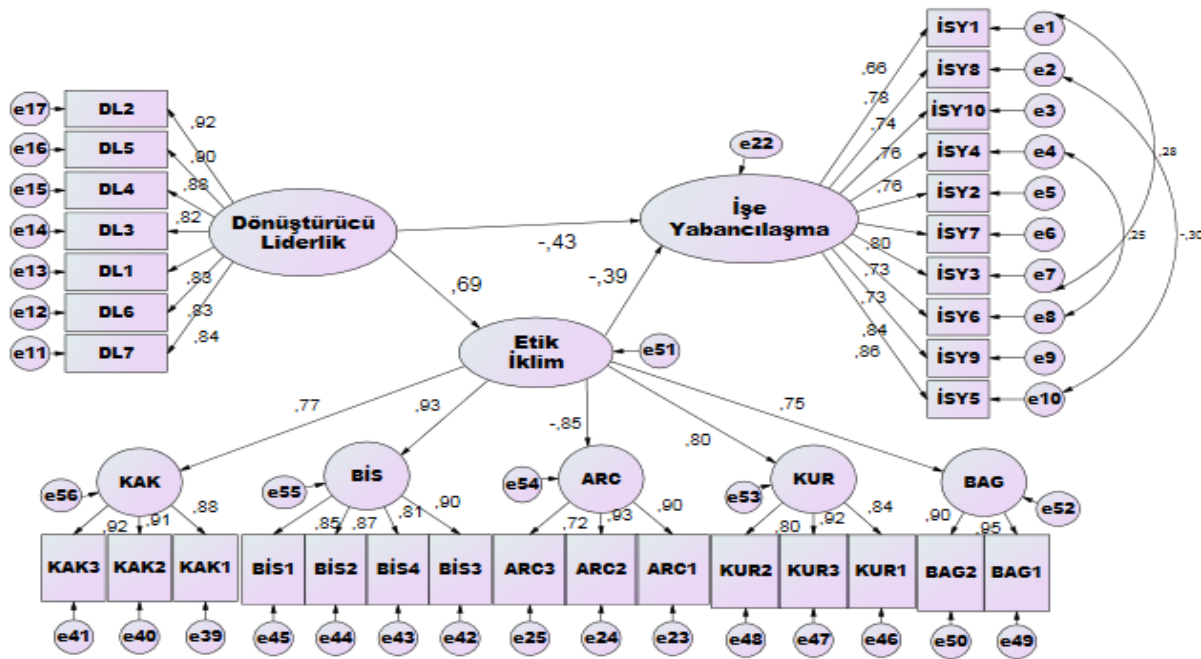 e17 DL2
,92
e16 DL5
,90
e15 DL4
,88
e14 DL3
,82
e13 DL1
,83
e12 DL6
,83
e11 DL7
,84
Dönüştürücü
Liderlik
-,43
,69
-,39
e22
İşe
Yabancılaşma
,66
İSY1 e1
,78
İSY8 e2
,74
İSY10 e3
,76
İSY4 e4
,76
İSY2 e5
İSY7 e6
,80
İSY3 e7
,73
İSY6 e8
,73
İSY9 e9
,84
İSY5 e10
,86
,28
,25
-,30
Etik
İklim
e51
,77
,93
-,85
,80
,75
e56 KAK
e55 BİS
e54 ARC
e53 KUR
BAG e52
,92 ,91 ,88
,85 ,87 ,81 ,90
,72 ,93 ,90
,80 ,92 ,84
,90 ,95
KAK3 KAK2 KAK1 BİS1 BİS2 BİS4 BİS3 ARC3 ARC2 ARC1 KUR2 KUR3 KUR1 BAG2 BAG1
e41 e40 e39 e45 e44 e43 e42 e25 e24 e23 e48 e47 e46 e50 e49